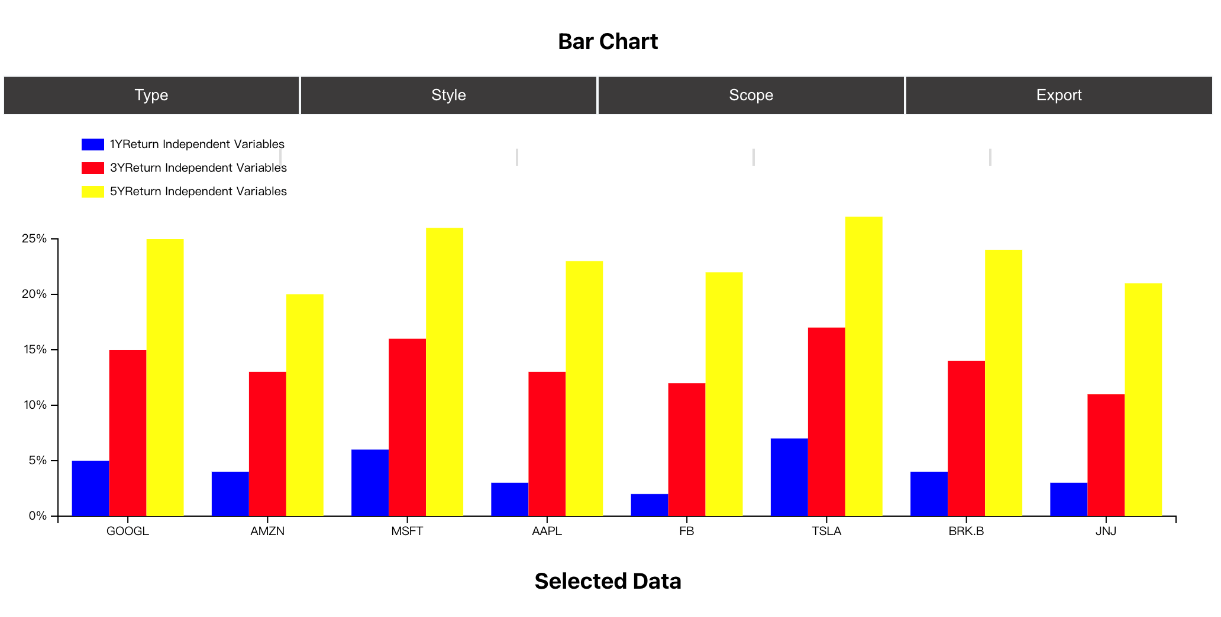 Bar Chart
Type Style Scope Export
1YReturn Independent Variables
3YReturn Independent Variables
5YReturn Independent Variables
25%
20%
15%
10%
5%
0%
GOOGL AMZN MSFT AAPL FB TSLA BRK.B JNJ
Selected Data